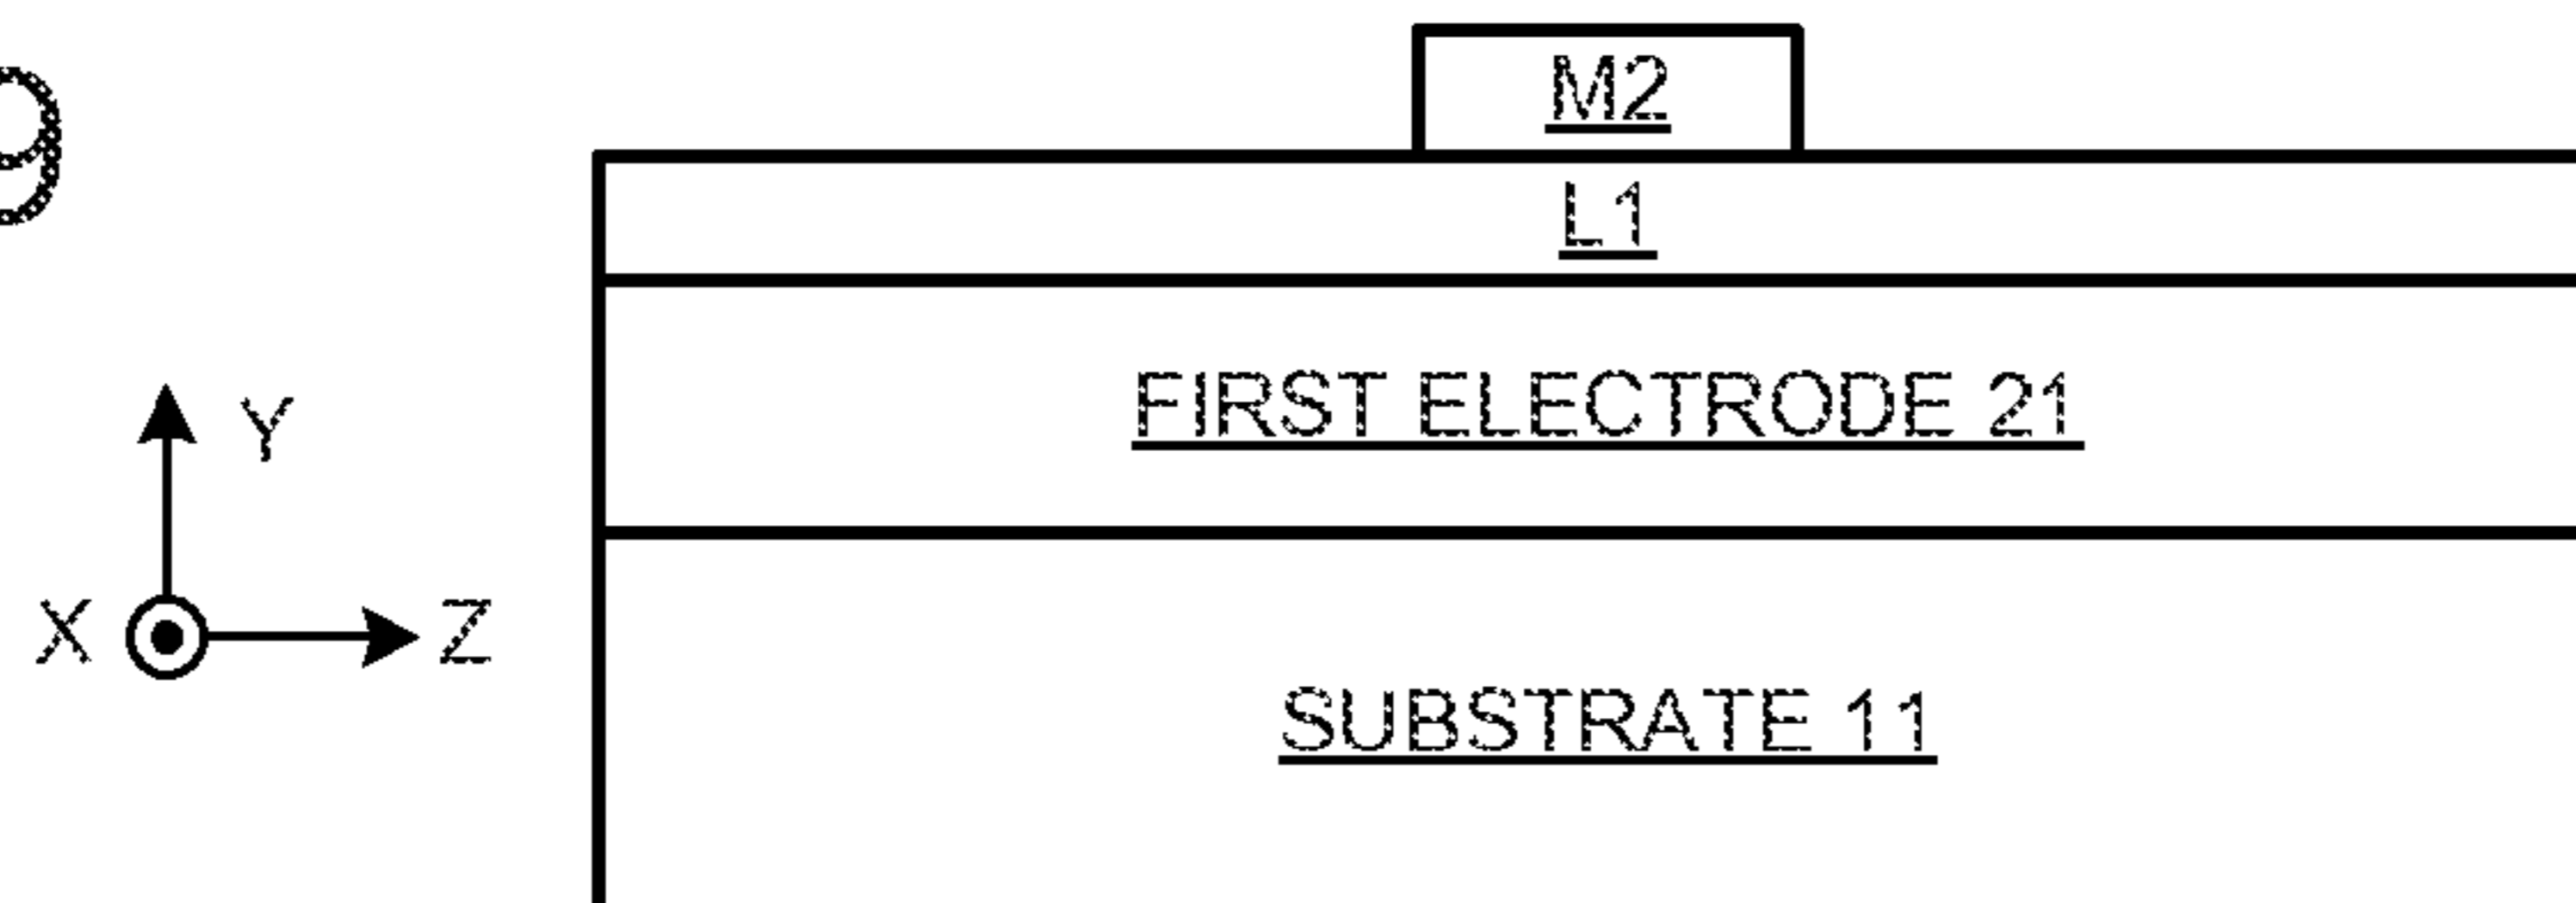 9
M2
L1
FIRST ELECTRODE 21
Y
X
Z
SUBSTRATE 11